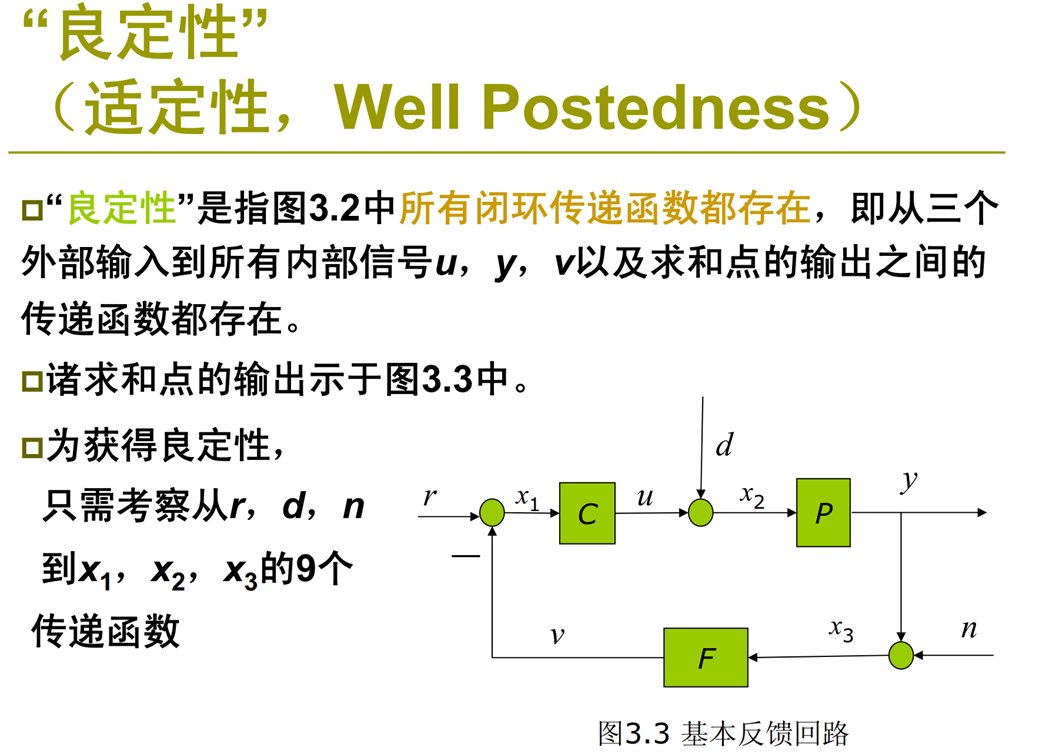 “良定性”
（适定性，Well Postedness）
“良定性”是指图3.2中所有闭环传递函数都存在，即从三个
外部输入到所有内部信号u，y，v以及求和点的输出之间的
传递函数都存在。
诸求和点的输出示于图3.3中。
为获得良定性，
只需考察从r，d，n
到x1，x2，x3的9个
传递函数
d
r
x1
C
u
x2
P
y
—
v
F
x3
n
图3.3 基本反馈回路